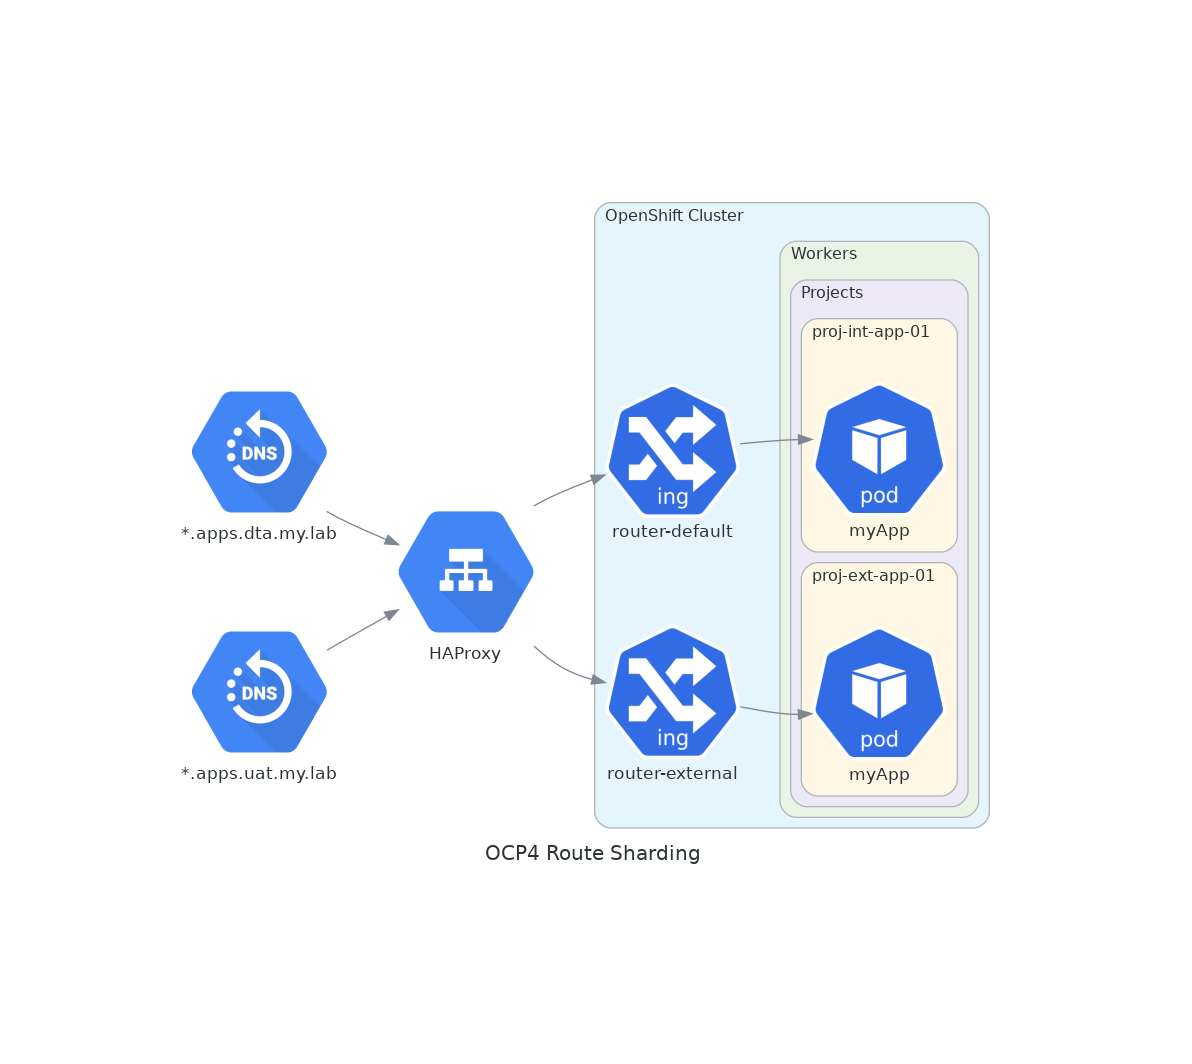 OpenShift Cluster
Workers
Projects
proj-int-app-01
DNS
*.apps.dta.my.lab
ing
router-default
pod
myApp
proj-ext-app-01
HAProxy
DNS
*.apps.uat.my.lab
ing
router-external
pod
myApp
OCP4 Route Sharding